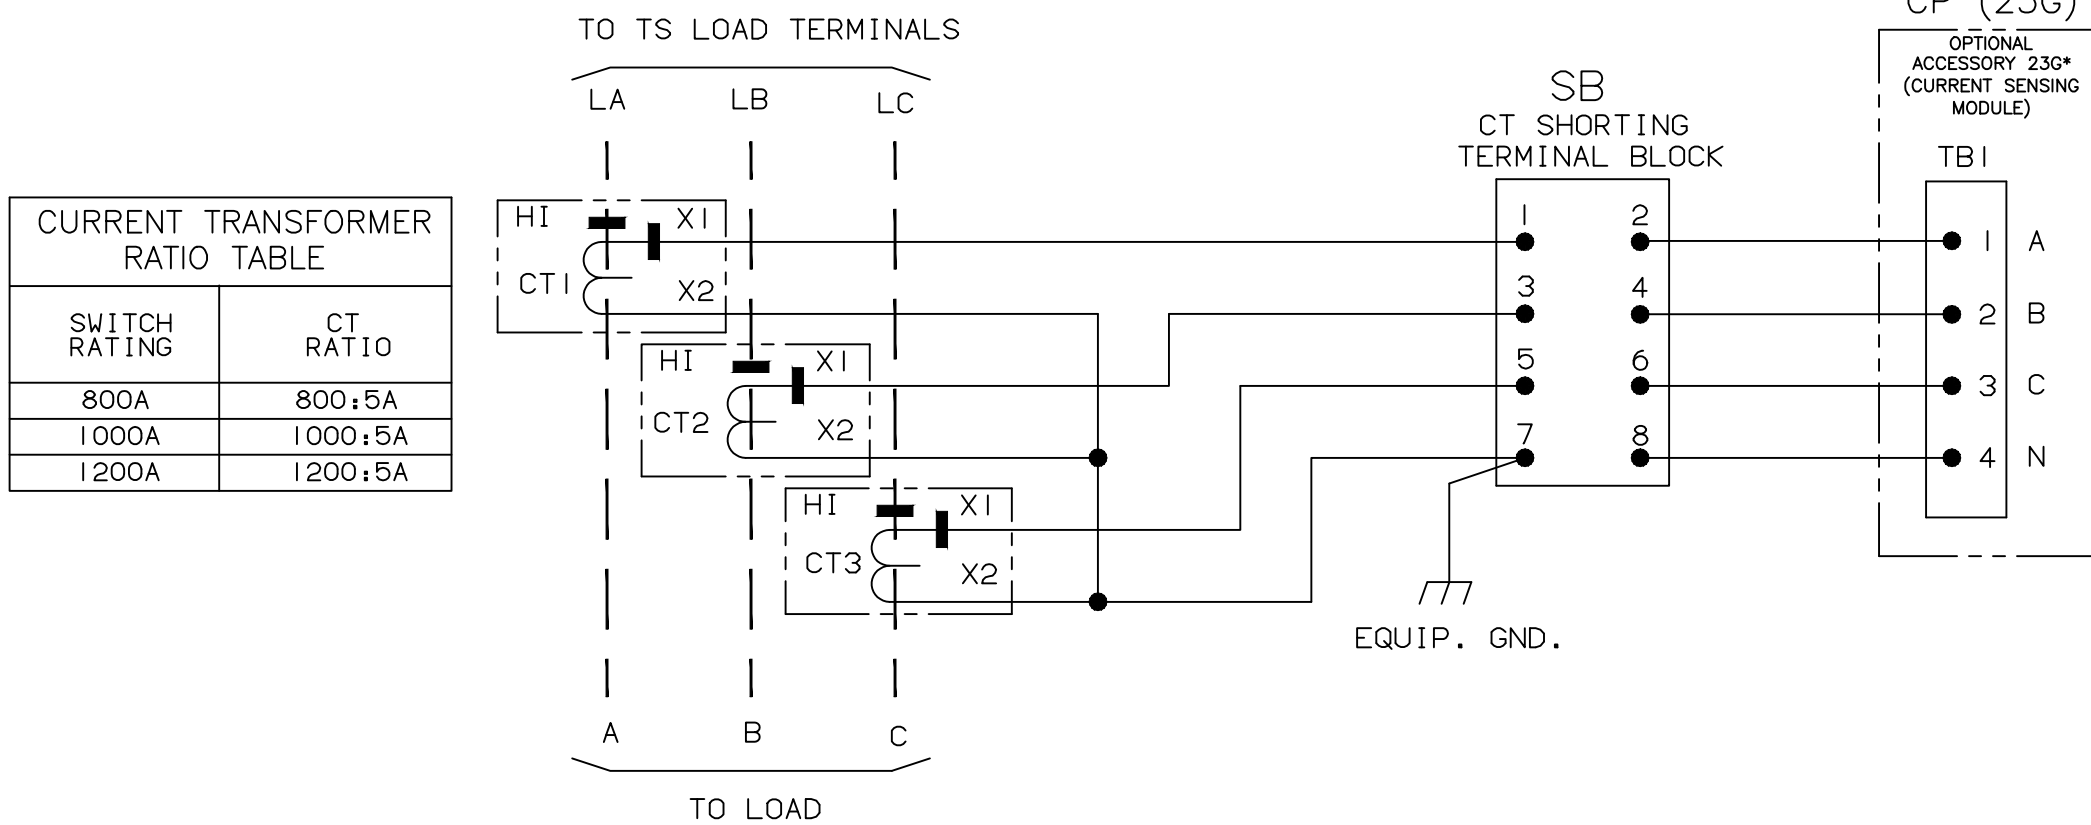 TO TS LOAD TERMINALS
LA LB LC
CURRENT TRANSFORMER
RATIO TABLE
SWITCH
RATING
CT
RATIO
800A 800:5A
1000A 1000:5A
1200A 1200:5A
H1 X1
CT1 X2
H1 X1
CT2 X2
H1 X1
CT3 X2
A B C
TO LOAD
SB
CT SHORTING
TERMINAL BLOCK
1 2
3 4
5 6
7 8
EQUIP. GND.
CP (23G)
OPTIONAL
ACCESSORY 23G*
(CURRENT SENSING
MODULE)
TB1
1 A
2 B
3 C
4 N